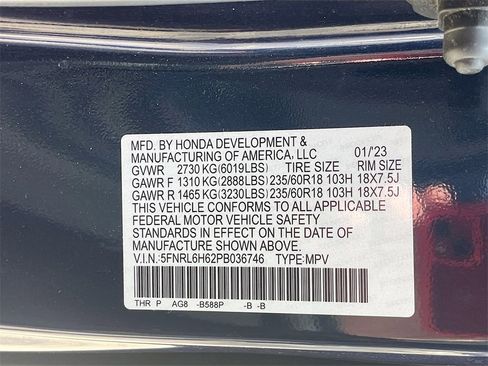 MFD. BY HONDA DEVELOPMENT &
MANUFACTURING OF AMERICA, LLC 01/23
GVWR 2730 KG(6019LBS) TIRE SIZE RIM SIZE
GAWR F 1310 KG(2888LBS) 235/60R18 103H 18X7.5J
GAWR R 1465 KG(3230LBS) 235/60R18 103H 18X7.5J
THIS VEHICLE CONFORMS TO ALL APPLICABLE
FEDERAL MOTOR VEHICLE SAFETY
STANDARDS IN EFFECT ON THE DATE OF
MANUFACTURE SHOWN ABOVE.
V.I.N.:5FNRL6H62PB036746 TYPE:MPV
THR P AG8 -B588P -B -B